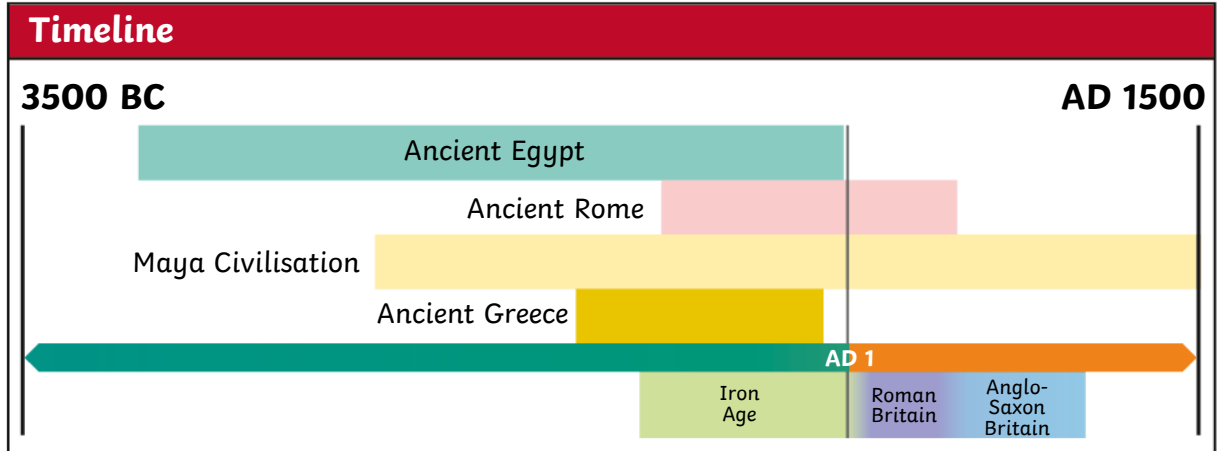 Timeline
3500 BC
AD 1500
Ancient Egypt
Ancient Rome
Maya Civilisation
Ancient Greece
AD 1
Iron
Age
Roman
Britain
Anglo-
Saxon
Britain